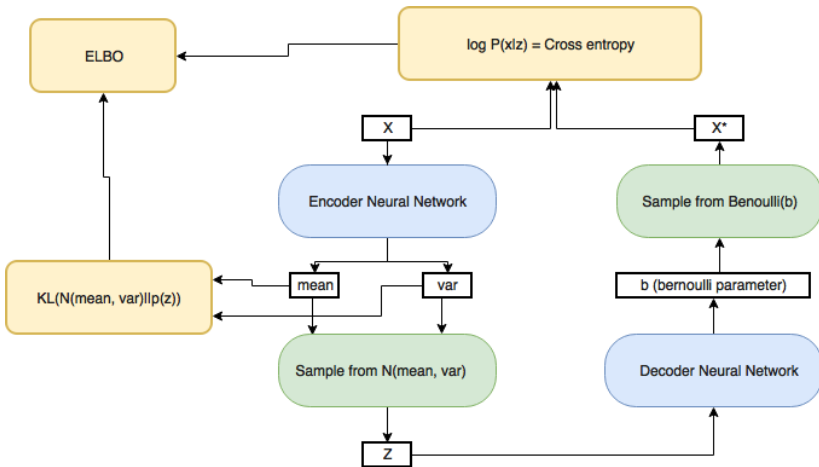 ELBO
log P(x|z) = Cross entropy
X
X*
Encoder Neural Network
Sample from Benoulli(b)
mean
var
b (bernoulli parameter)
KL(N(mean, var)||p(z))
Sample from N(mean, var)
Decoder Neural Network
Z